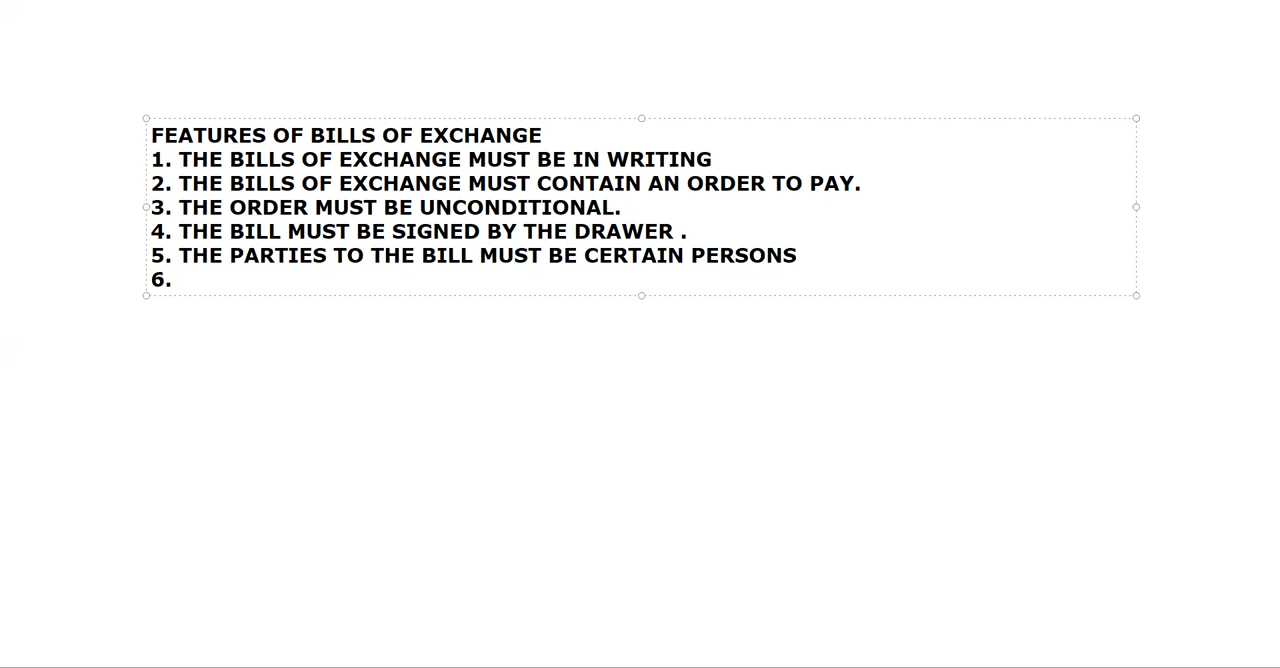 FEATURES OF BILLS OF EXCHANGE
1. THE BILLS OF EXCHANGE MUST BE IN WRITING
2. THE BILLS OF EXCHANGE MUST CONTAIN AN ORDER TO PAY.
3. THE ORDER MUST BE UNCONDITIONAL.
4. THE BILL MUST BE SIGNED BY THE DRAWER .
5. THE PARTIES TO THE BILL MUST BE CERTAIN PERSONS
6.